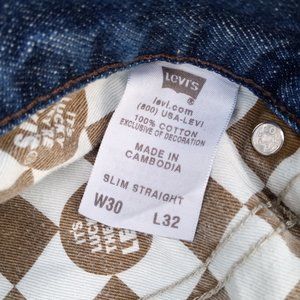 LEVI'S
levi.com
(800) USA-LEVI
100% COTTON
EXCLUSIVE OF DECORATION
MADE IN
CAMBODIA
SLIM STRAIGHT
W30 L32